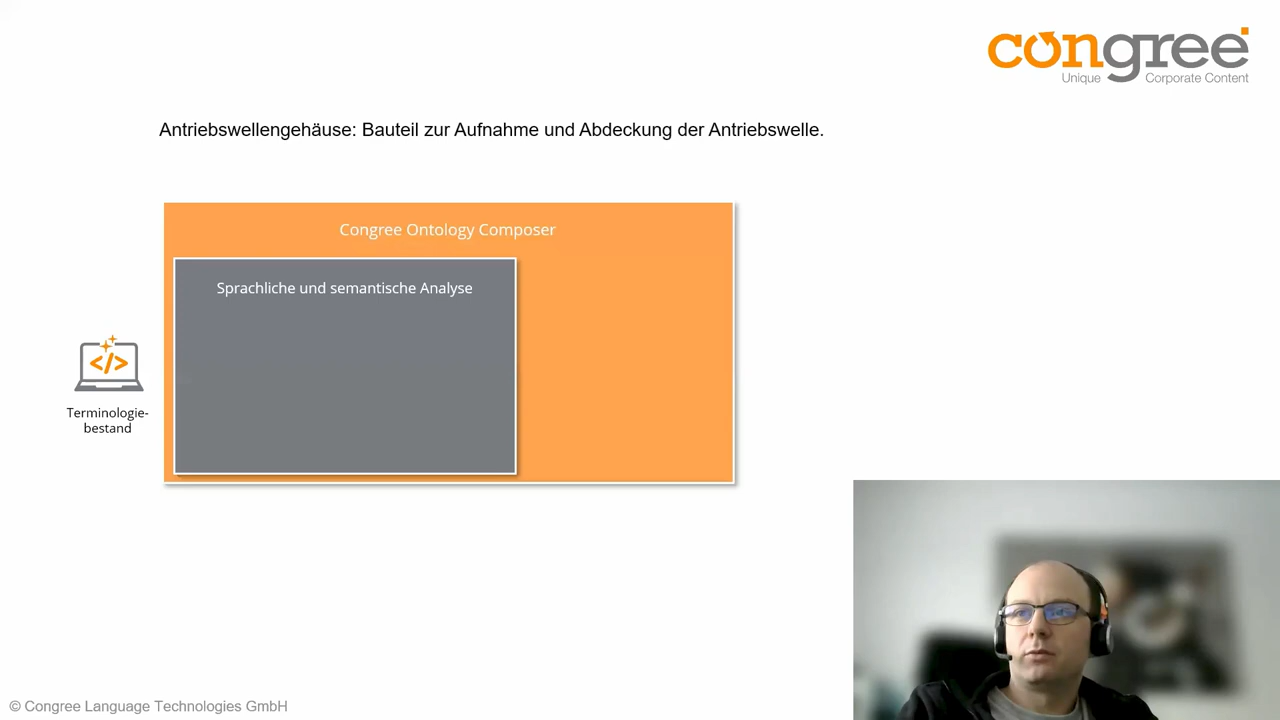 congree
Unique Corporate Content
Antriebswellengehäuse: Bauteil zur Aufnahme und Abdeckung der Antriebswelle.
Congree Ontology Composer
Sprachliche und semantische Analyse
</>
Terminologie-
bestand
© Congree Language Technologies GmbH